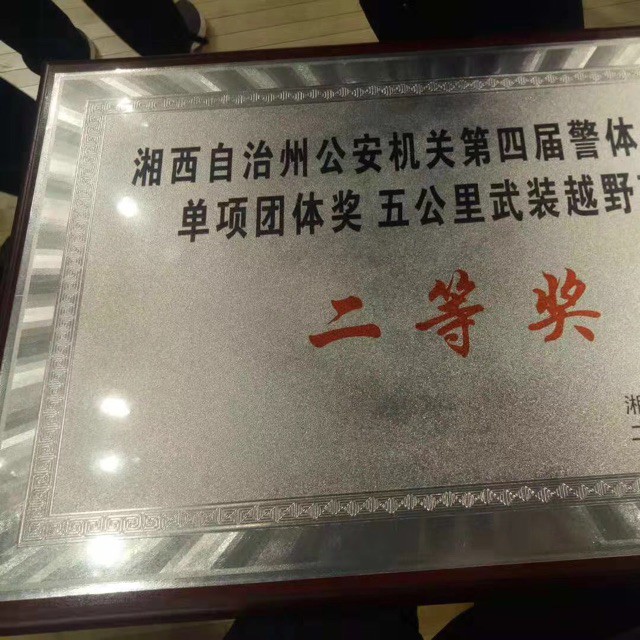 湘西自治州公安机关第四届警体
单项团体奖 五公里武装越野
二等奖
湘
二